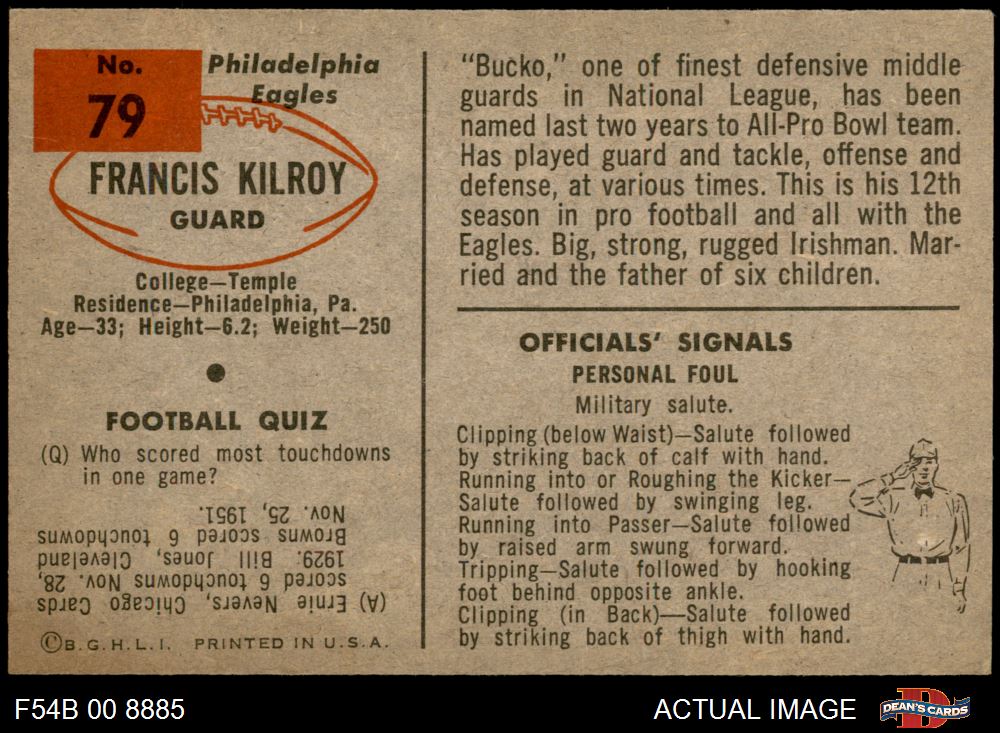 No.
79
Philadelphia
Eagles
FRANCIS KILROY
GUARD
College—Temple
Residence—Philadelphia, Pa.
Age—33; Height—6.2; Weight—250
FOOTBALL QUIZ
(Q) Who scored most touchdowns
in one game?
(A) Ernie Nevers, Chicago Cards
scored 6 touchdowns Nov. 28,
1929. Bill Jones, Cleveland
Browns scored 6 touchdowns
Nov. 25, 1951.
©B.G.H.L.I. PRINTED IN U.S.A.
"Bucko," one of finest defensive middle
guards in National League, has been
named last two years to All-Pro Bowl team.
Has played guard and tackle, offense and
defense, at various times. This is his 12th
season in pro football and all with the
Eagles. Big, strong, rugged Irishman. Mar-
ried and the father of six children.
OFFICIALS' SIGNALS
PERSONAL FOUL
Military salute.
Clipping (below Waist)—Salute followed
by striking back of calf with hand.
Running into or Roughing the Kicker—
Salute followed by swinging leg.
Running into Passer—Salute followed
by raised arm swung forward.
Tripping—Salute followed by hooking
foot behind opposite ankle.
Clipping (in Back)—Salute followed
by striking back of thigh with hand.
F54B 00 8885
ACTUAL IMAGE
DEAN'S CARDS